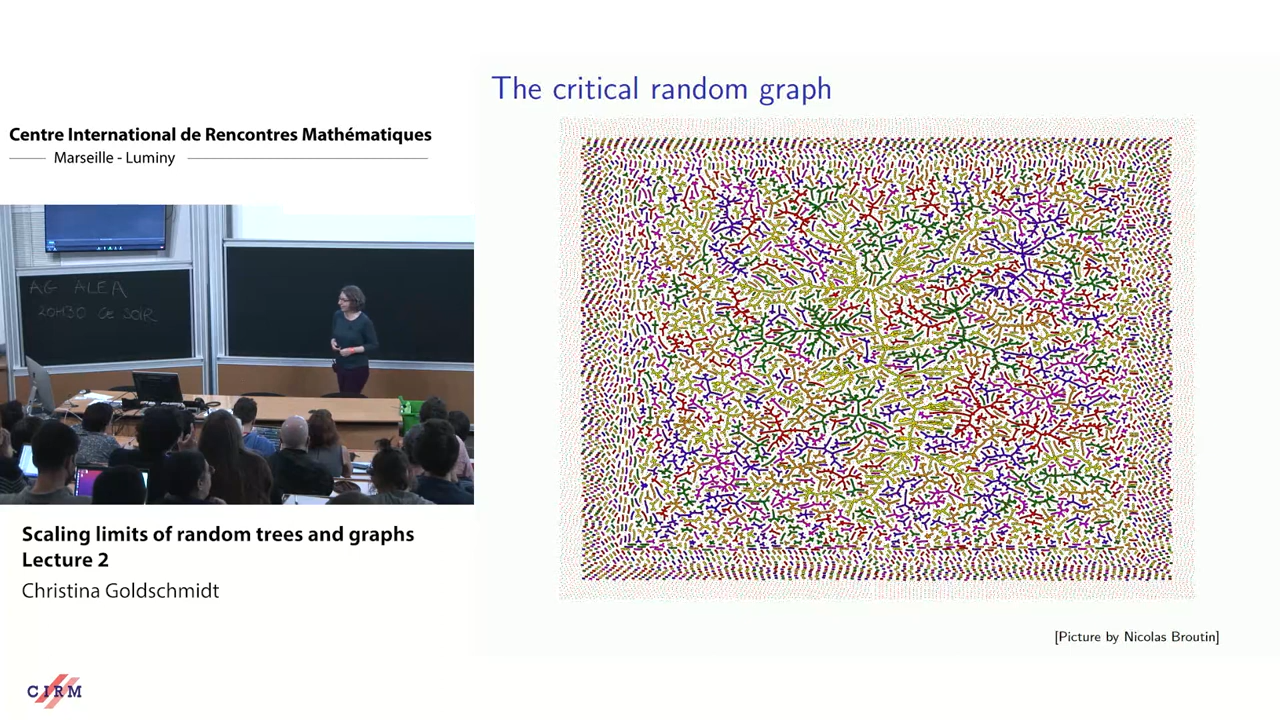 Centre International de Rencontres Mathématiques
Marseille - Luminy
AG ALEA
20H30 Ce SOIR
Scaling limits of random trees and graphs
Lecture 2
Christina Goldschmidt
CIRM
The critical random graph
[Picture by Nicolas Broutin]